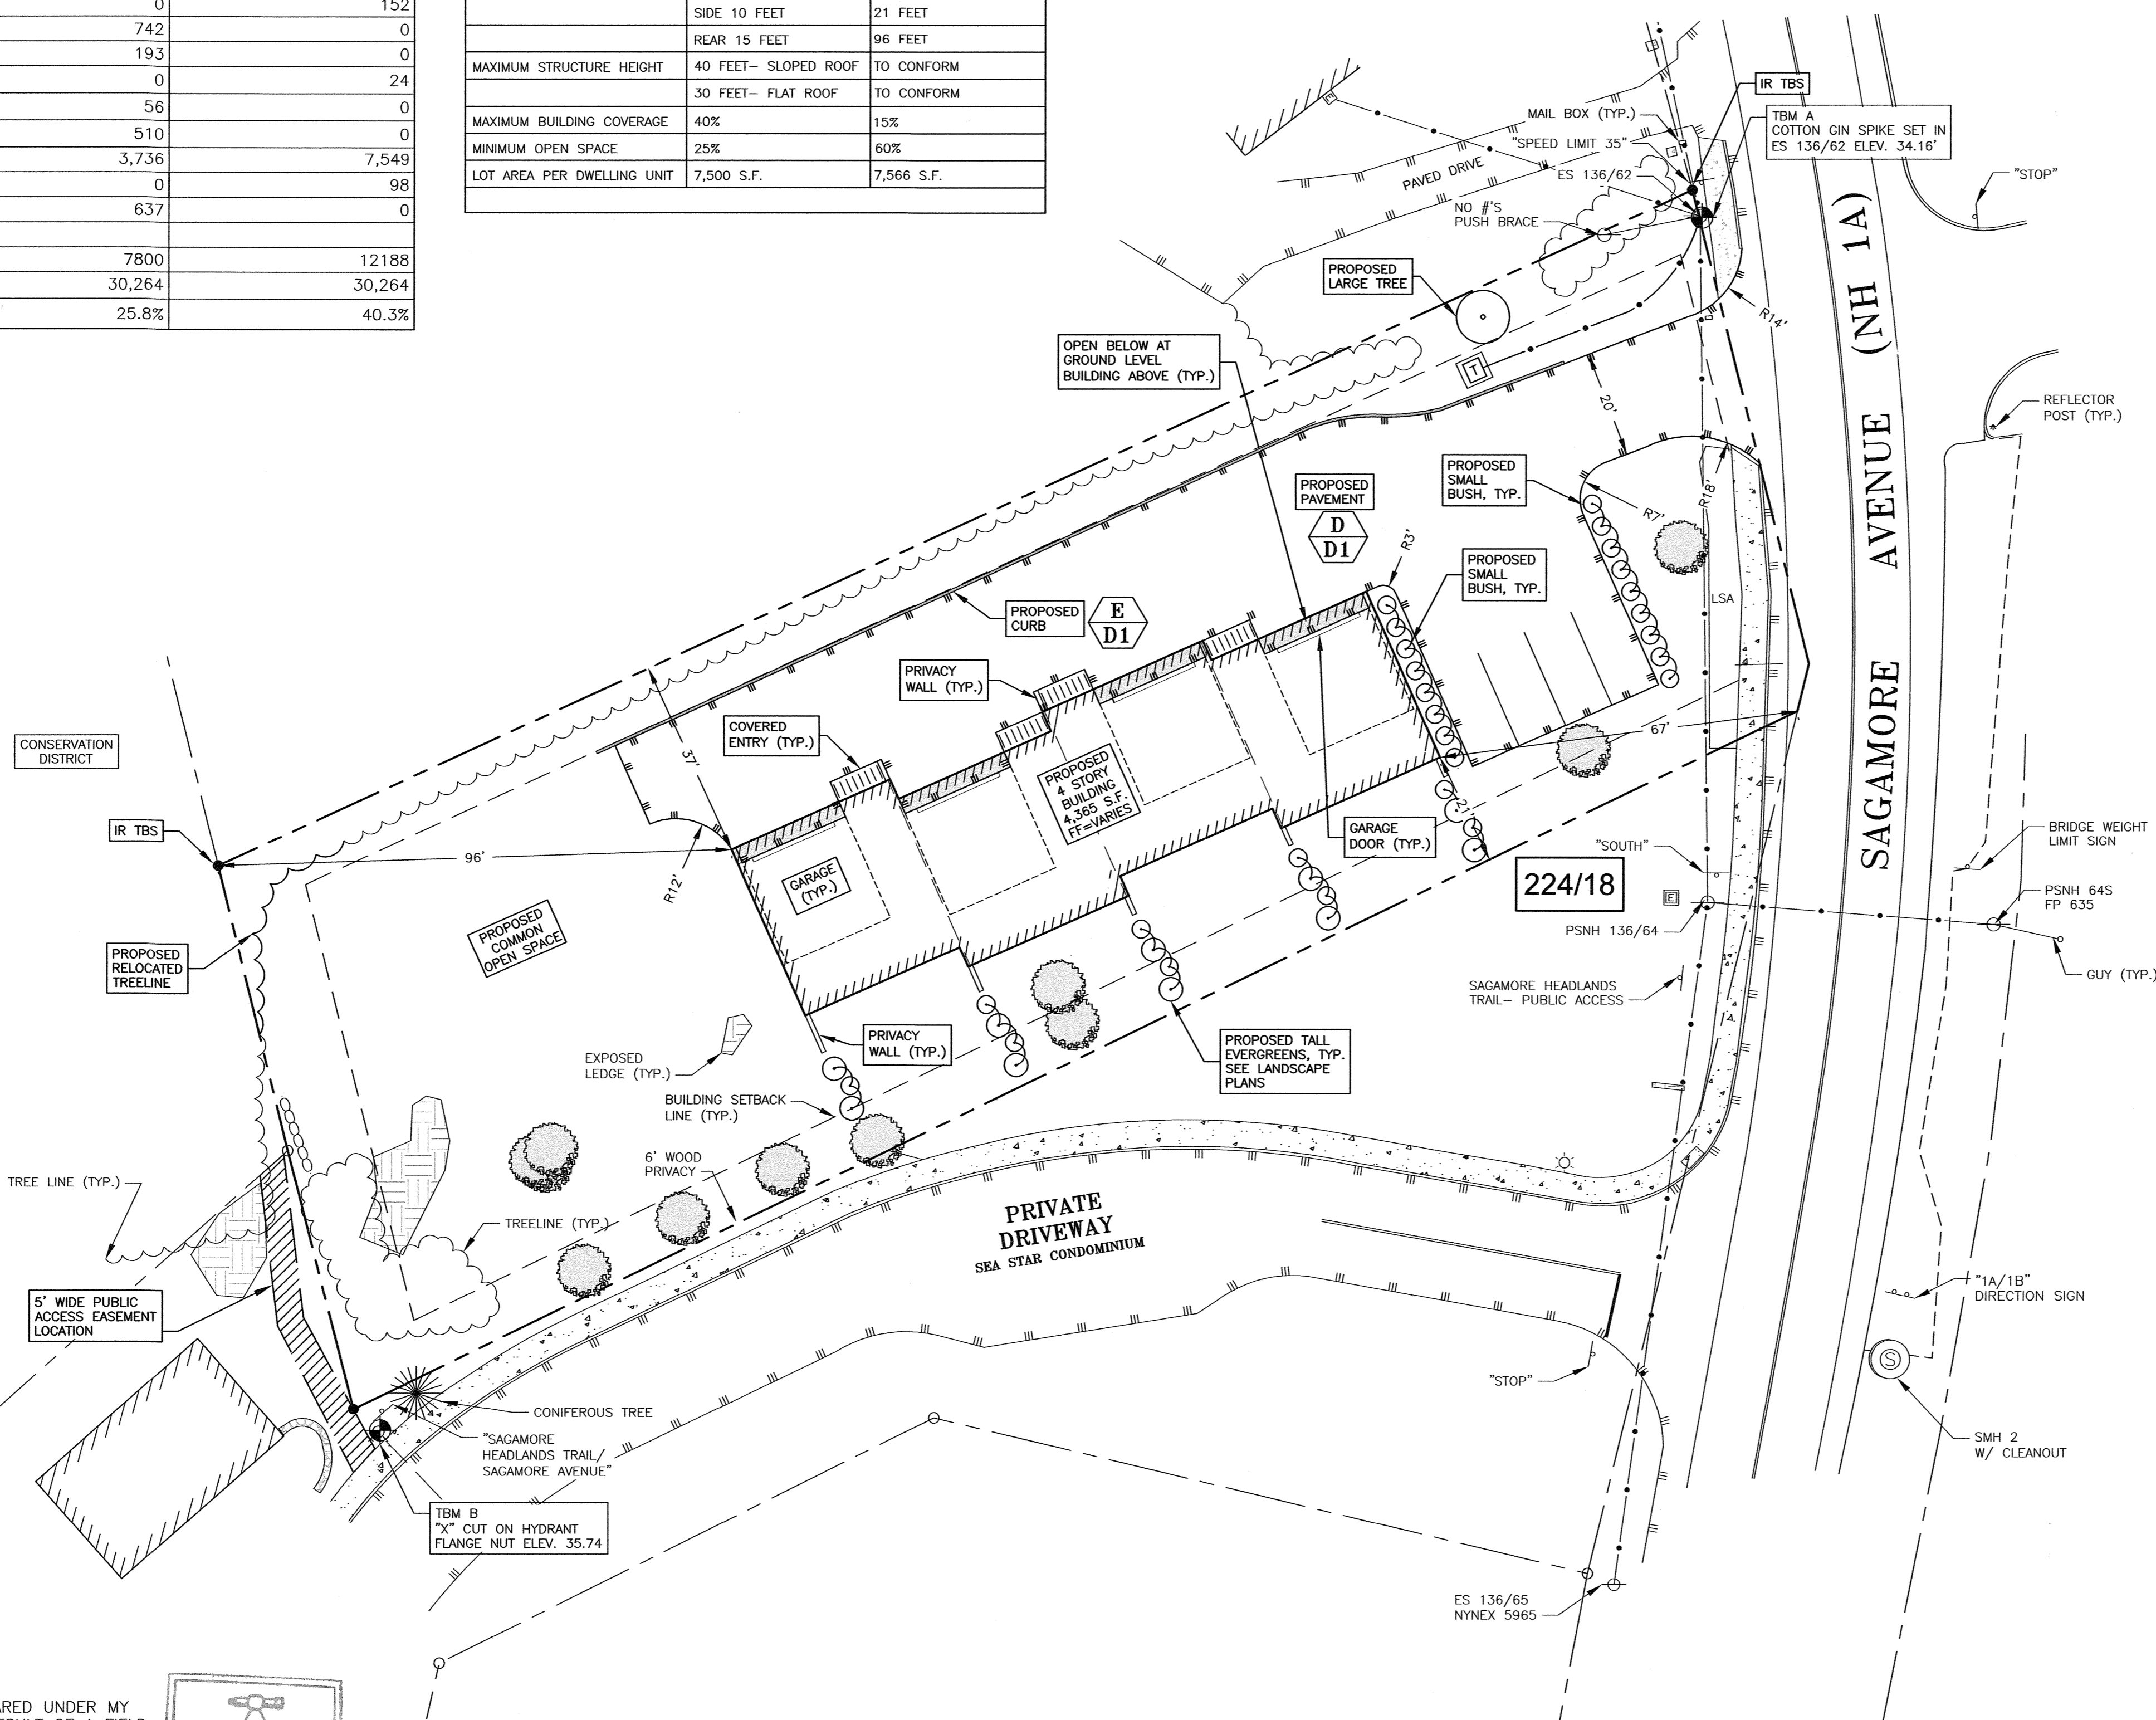 0 152
742 0
193 0
0 24
56 0
510 0
3,736 7,549
0 98
637 0
7800 12188
30,264 30,264
25.8% 40.3%
SIDE 10 FEET 21 FEET
REAR 15 FEET 96 FEET
MAXIMUM STRUCTURE HEIGHT 40 FEET– SLOPED ROOF TO CONFORM
30 FEET– FLAT ROOF TO CONFORM
MAXIMUM BUILDING COVERAGE 40% 15%
MINIMUM OPEN SPACE 25% 60%
LOT AREA PER DWELLING UNIT 7,500 S.F. 7,566 S.F.
IR TBS
MAIL BOX (TYP.)
TBM A
COTTON GIN SPIKE SET IN
ES 136/62 ELEV. 34.16'
"SPEED LIMIT 35"
ES 136/62
PAVED DRIVE
NO #'S
PUSH BRACE
"STOP"
PROPOSED
LARGE TREE
R14'
OPEN BELOW AT
GROUND LEVEL
BUILDING ABOVE (TYP.)
T
20'
REFLECTOR
POST (TYP.)
SAGAMORE AVENUE (NH 1A)
PROPOSED
SMALL
BUSH, TYP.
PROPOSED
PAVEMENT
D
D1
R18'
R7'
R3'
PROPOSED
SMALL
BUSH, TYP.
LSA
PROPOSED
CURB
E
D1
PRIVACY
WALL (TYP.)
COVERED
ENTRY (TYP.)
37'
67'
CONSERVATION
DISTRICT
PROPOSED
4 STORY
BUILDING
4,365 S.F.
FF=VARIES
21'
GARAGE
DOOR (TYP.)
IR TBS
96'
R12'
GARAGE
(TYP.)
224/18
"SOUTH"
E
PSNH 136/64
BRIDGE WEIGHT
LIMIT SIGN
PSNH 64S
FP 635
GUY (TYP.)
PROPOSED
COMMON
OPEN SPACE
PROPOSED
RELOCATED
TREELINE
SAGAMORE HEADLANDS
TRAIL– PUBLIC ACCESS
EXPOSED
LEDGE (TYP.)
PRIVACY
WALL (TYP.)
PROPOSED TALL
EVERGREENS, TYP.
SEE LANDSCAPE
PLANS
BUILDING SETBACK
LINE (TYP.)
6' WOOD
PRIVACY
TREE LINE (TYP.)
TREELINE (TYP.)
PRIVATE
DRIVEWAY
SEA STAR CONDOMINIUM
5' WIDE PUBLIC
ACCESS EASEMENT
LOCATION
"1A/1B"
DIRECTION SIGN
S
"STOP"
CONIFEROUS TREE
"SAGAMORE
HEADLANDS TRAIL/
SAGAMORE AVENUE"
SMH 2
W/ CLEANOUT
TBM B
"X" CUT ON HYDRANT
FLANGE NUT ELEV. 35.74
ES 136/65
NYNEX 5965
UNDER MY